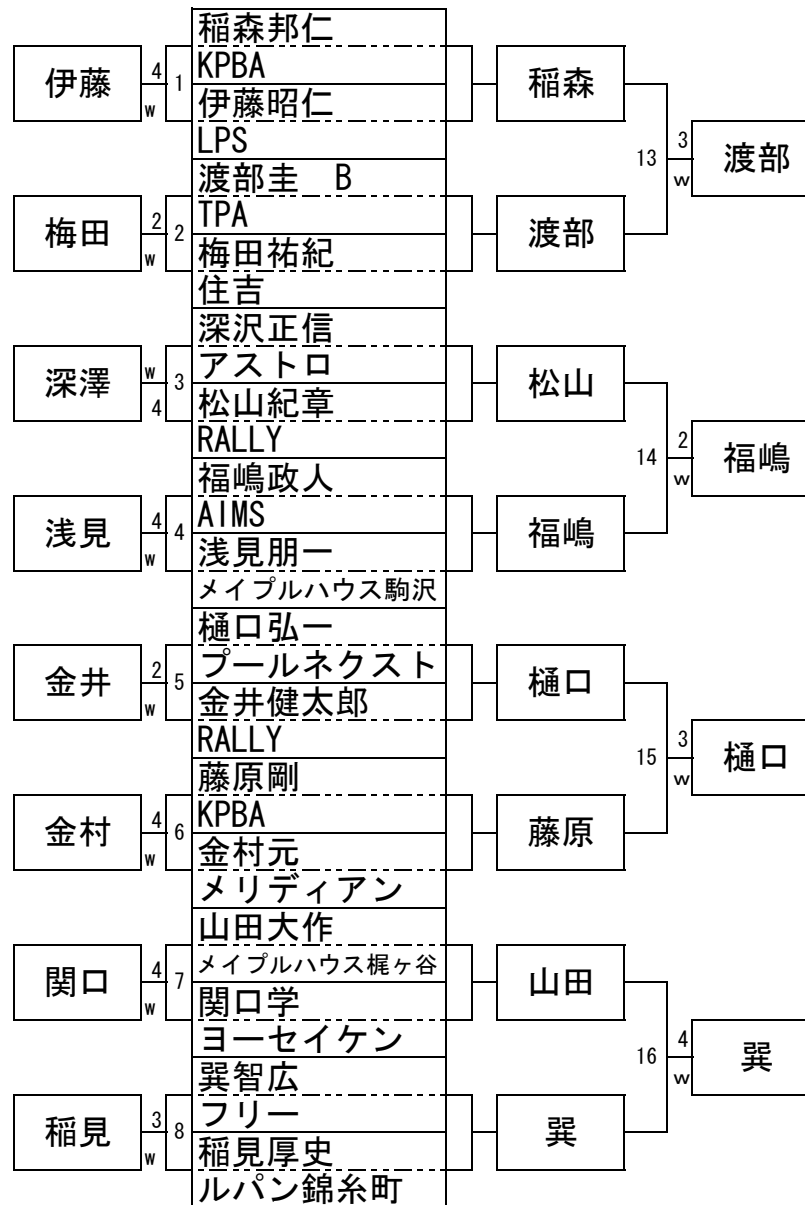 稲森邦仁
KPBA
伊藤昭仁
LPS
渡部圭 B
TPA
梅田祐紀
住吉
深沢正信
アストロ
松山紀章
RALLY
福嶋政人
AIMS
浅見朋一
メイプルハウス駒沢
樋口弘一
プールネクスト
金井健太郎
RALLY
藤原剛
KPBA
金村元
メリディアン
山田大作
メイプルハウス梶ヶ谷
関口学
ヨーセイケン
巽智広
フリー
稲見厚史
ルパン錦糸町
伊藤
4
w
1
梅田
2
w
2
深澤
w
4
3
浅見
4
w
4
金井
2
w
5
金村
4
w
6
関口
4
w
7
稲見
3
w
8
稲森
渡部
13
3
w
渡部
松山
福嶋
14
2
w
福嶋
樋口
藤原
15
3
w
樋口
山田
巽
16
4
w
巽